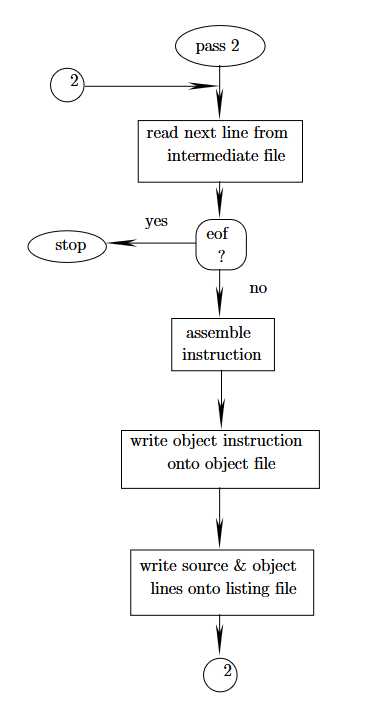 pass 2
2
read next line from
intermediate file
yes
eof
stop
?
no
assemble
instruction
write object instruction
onto object file
write source & object
lines onto listing file
2